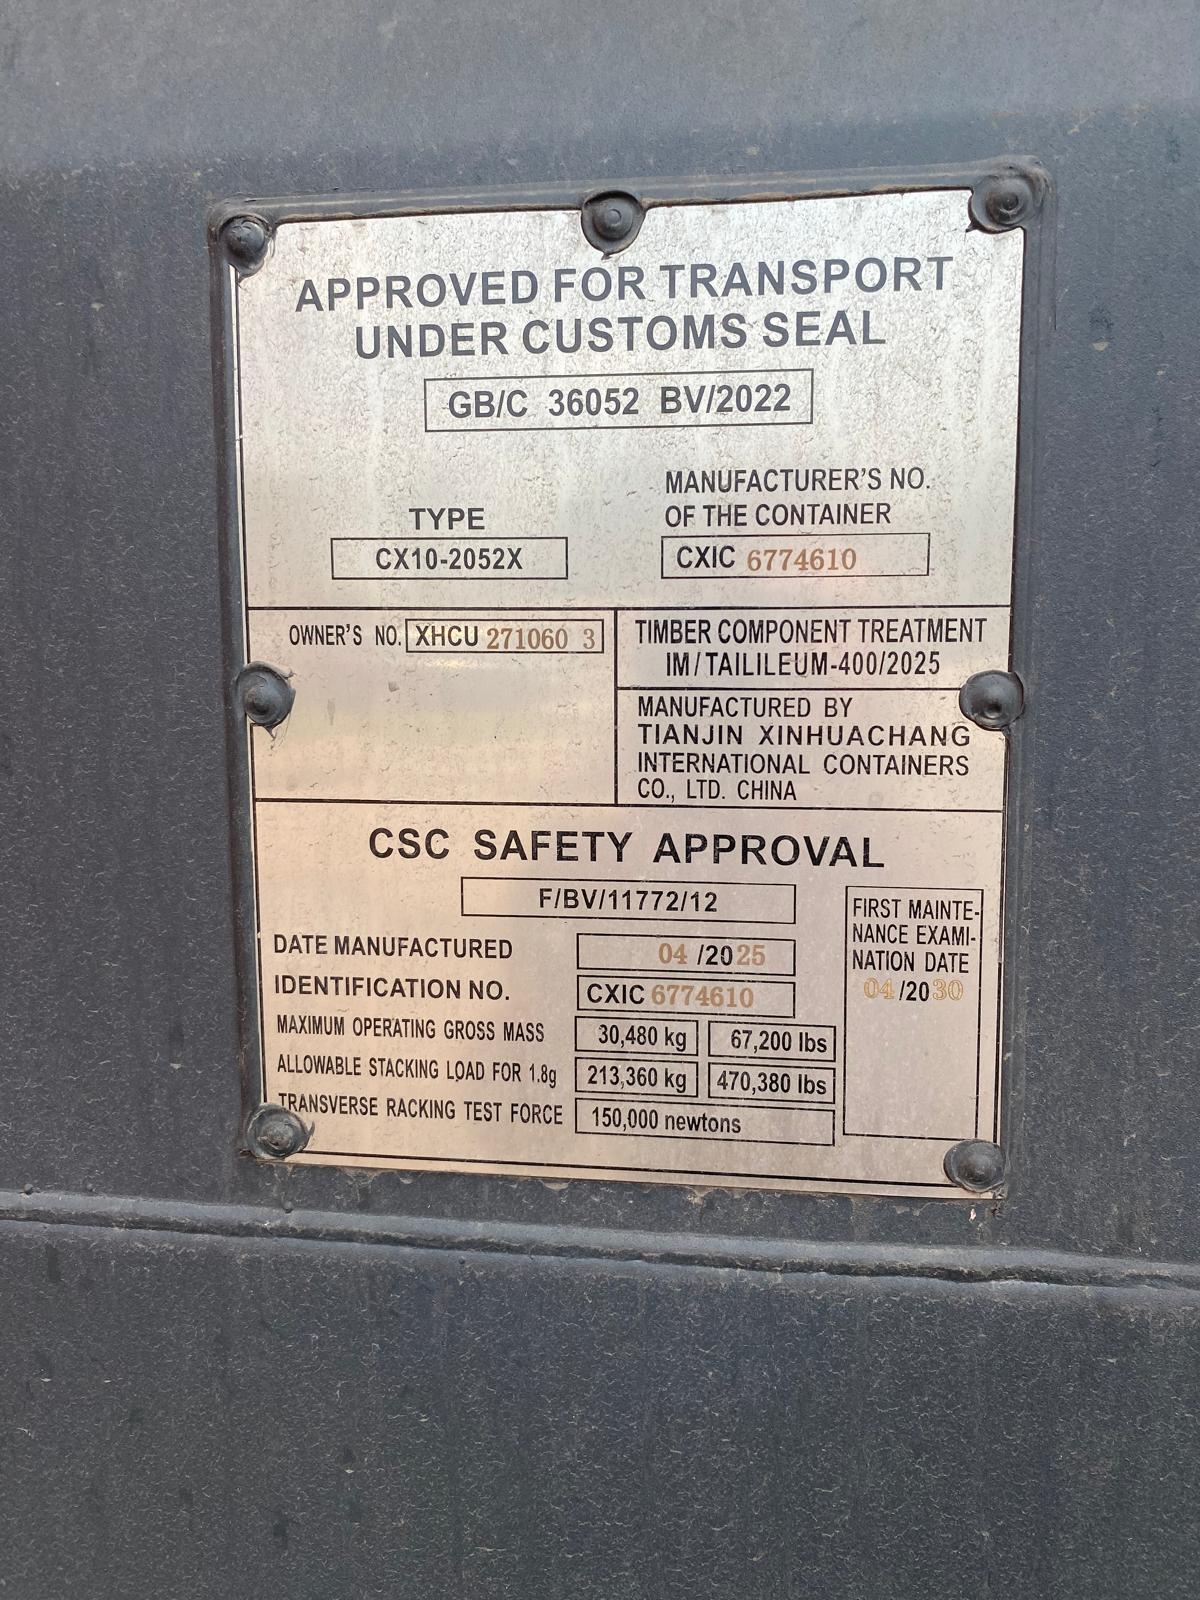 APPROVED FOR TRANSPORT
UNDER CUSTOMS SEAL
GB/C 36052 BV/2022
TYPE
CX10-2052X
MANUFACTURER'S NO.
OF THE CONTAINER
CXIC 6774610
OWNER'S NO. XHCU 271060 3
TIMBER COMPONENT TREATMENT
IM/TAILILEUM-400/2025
MANUFACTURED BY
TIANJIN XINHUACHANG
INTERNATIONAL CONTAINERS
CO., LTD. CHINA
CSC SAFETY APPROVAL
F/BV/11772/12
DATE MANUFACTURED 04 /2025
IDENTIFICATION NO. CXIC 6774610
MAXIMUM OPERATING GROSS MASS 30,480 kg 67,200 lbs
ALLOWABLE STACKING LOAD FOR 1.8g 213,360 kg 470,380 lbs
TRANSVERSE RACKING TEST FORCE 150,000 newtons
FIRST MAINTE-
NANCE EXAMI-
NATION DATE
04/2030